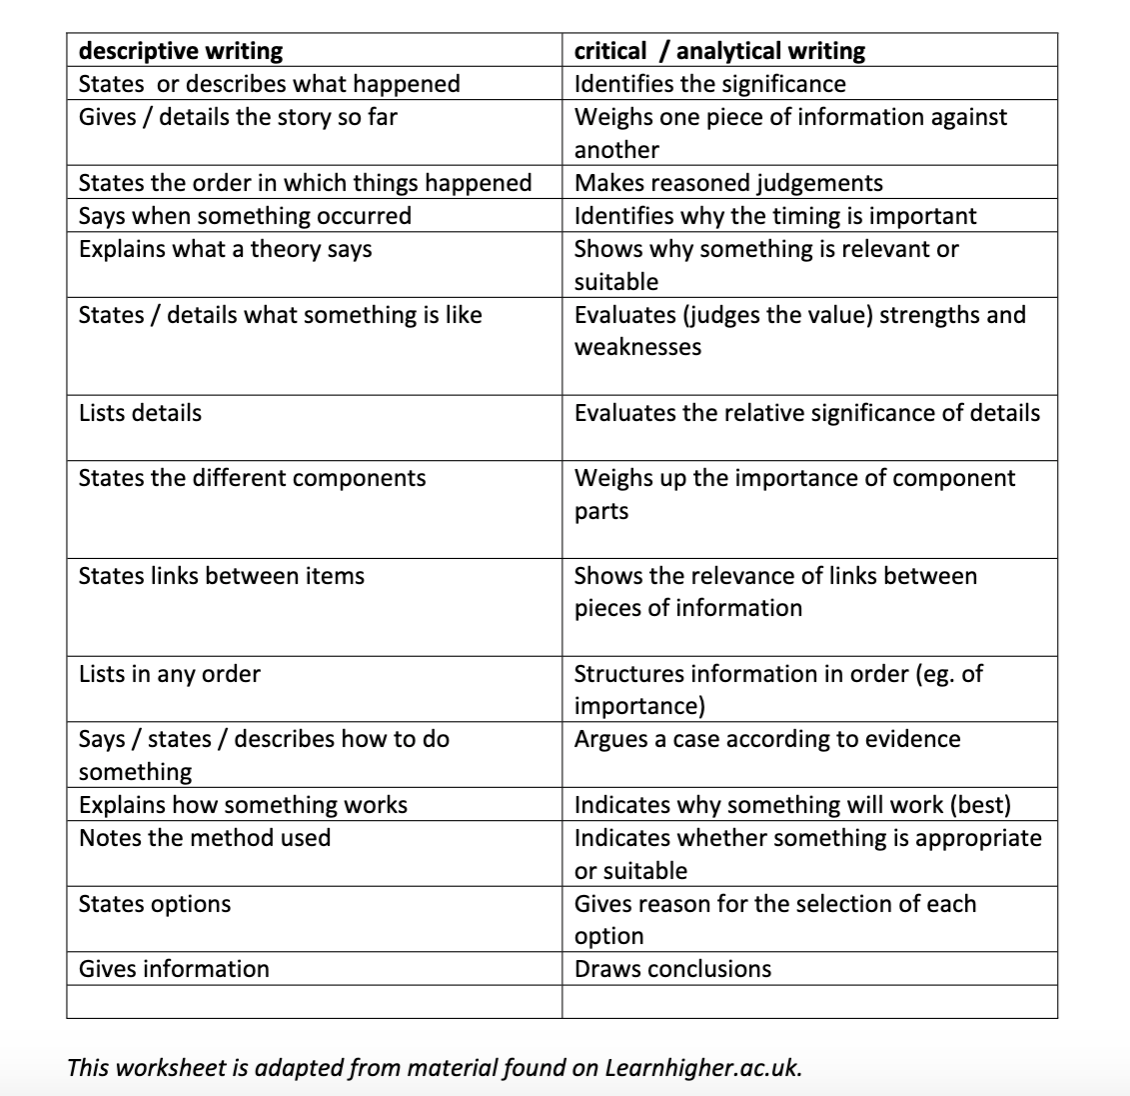 descriptive writing
critical / analytical writing
States or describes what happened
Identifies the significance
Gives / details the story so far
Weighs one piece of information against
another
States the order in which things happened
Makes reasoned judgements
Says when something occurred
Identifies why the timing is important
Explains what a theory says
Shows why something is relevant or
suitable
States / details what something is like
Evaluates (judges the value) strengths and
weaknesses
Lists details
Evaluates the relative significance of details
States the different components
Weighs up the importance of component
parts
States links between items
Shows the relevance of links between
pieces of information
Lists in any order
Structures information in order (eg. of
importance)
Says / states / describes how to do
something
Argues a case according to evidence
Explains how something works
Indicates why something will work (best)
Notes the method used
Indicates whether something is appropriate
or suitable
States options
Gives reason for the selection of each
option
Gives information
Draws conclusions
This worksheet is adapted from material found on Learnhigher.ac.uk.